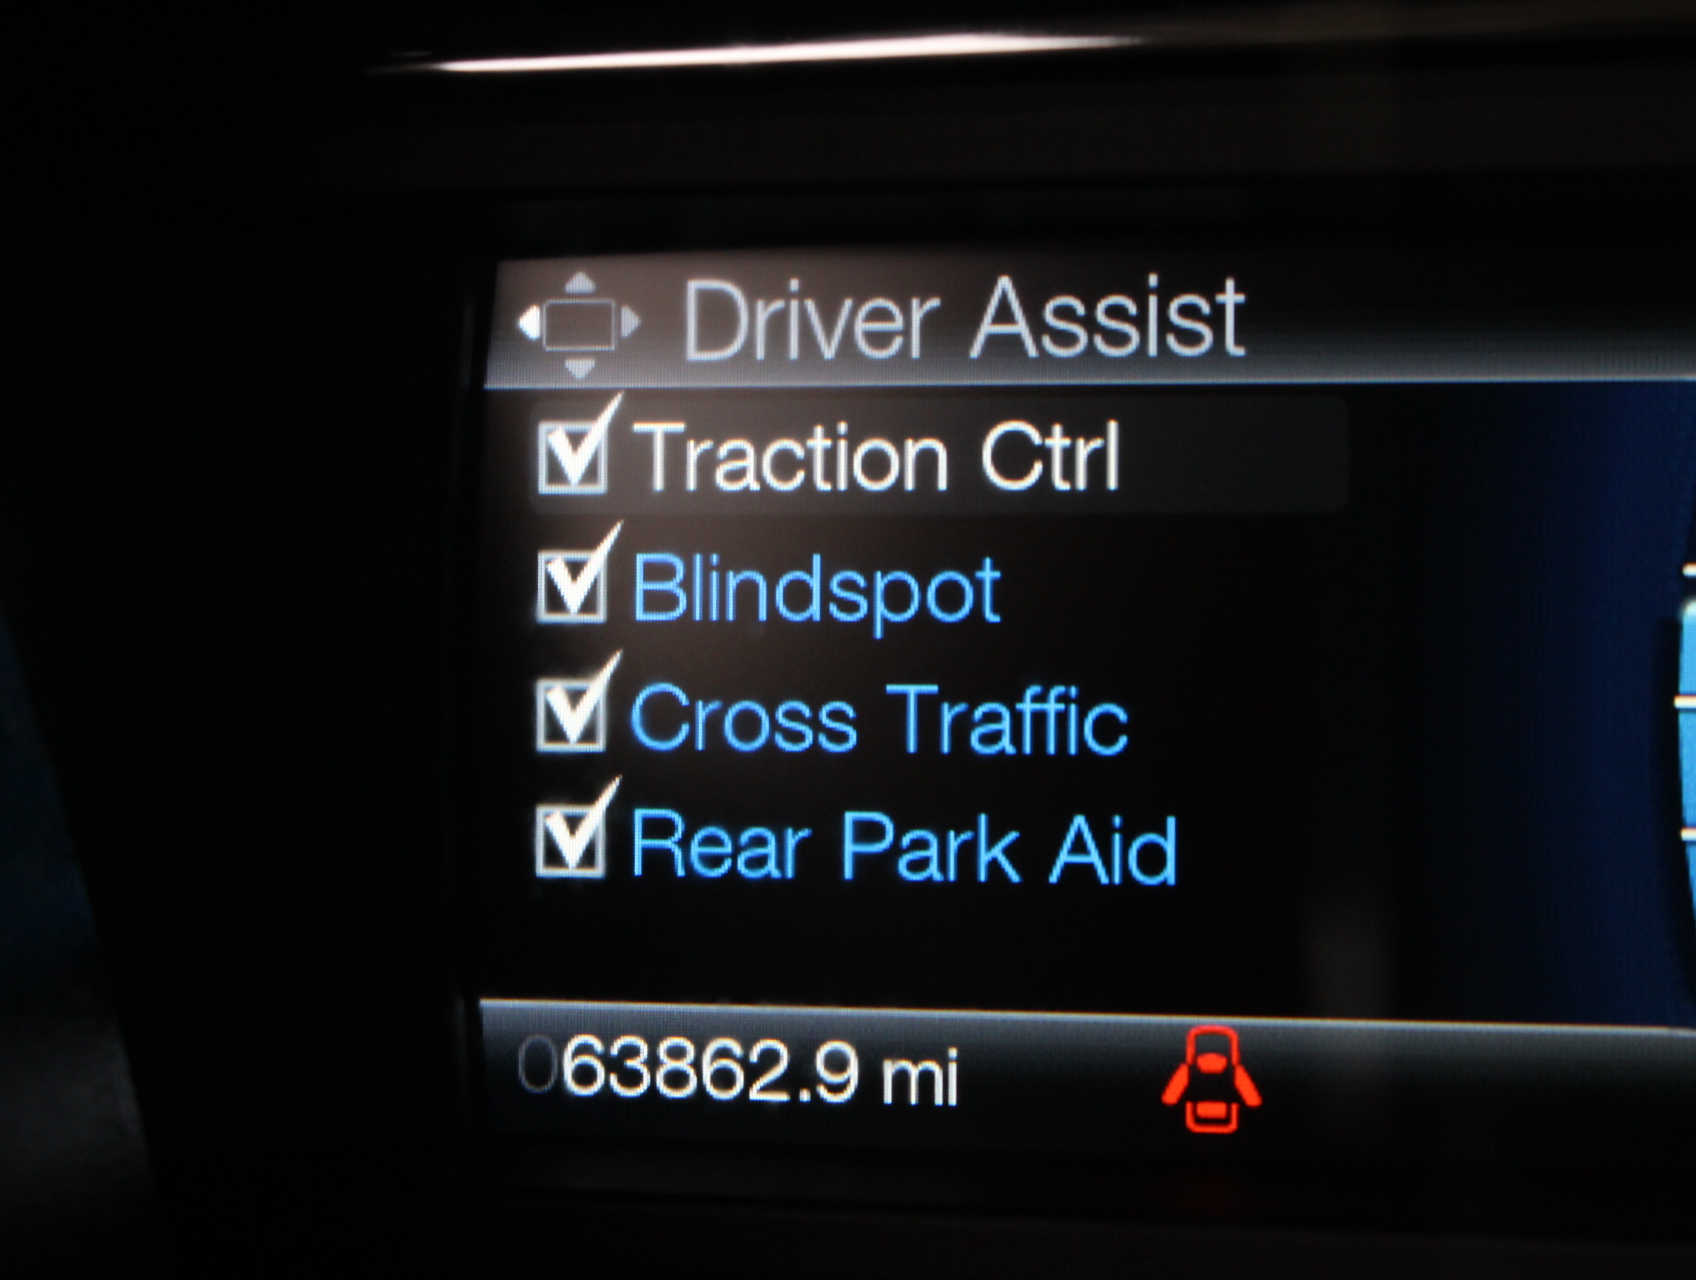 Driver Assist
Traction Ctrl
Blindspot
Cross Traffic
Rear Park Aid
063862.9 mi